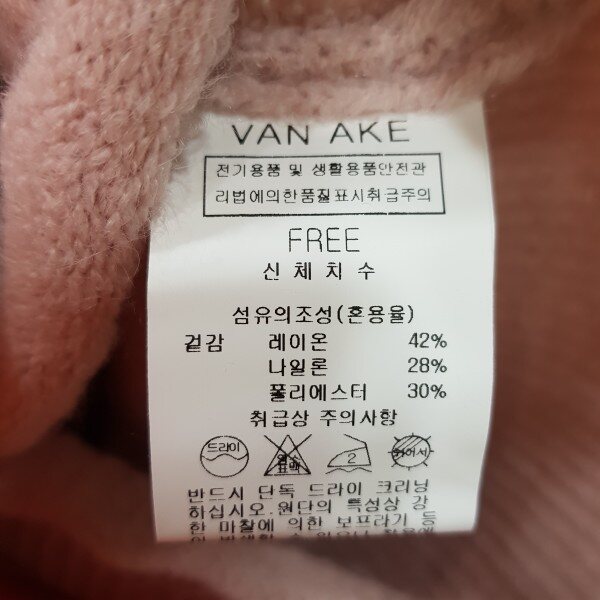 VAN AKE
전기용품 및 생활용품안전관
리법에의한품질표시취급주의
FREE
신체치수
섬유의조성(혼용율)
겉감 레이온 42%
나일론 28%
폴리에스터 30%
취급상 주의사항
드라이 염소 표백 2
반드시 단독 드라이 크리닝
하십시오.원단의 특성상 강
한 마찰에 의한 보프라기 등